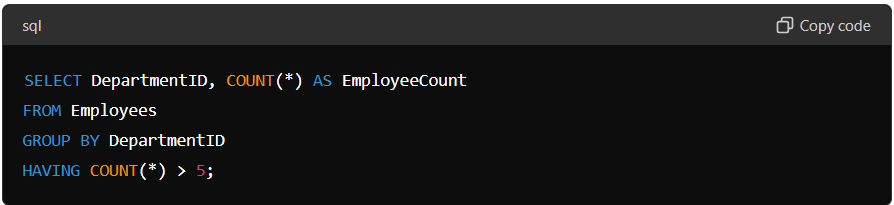 sql
Copy code
SELECT DepartmentID, COUNT(*) AS EmployeeCount
FROM Employees
GROUP BY DepartmentID
HAVING COUNT(*) > 5;